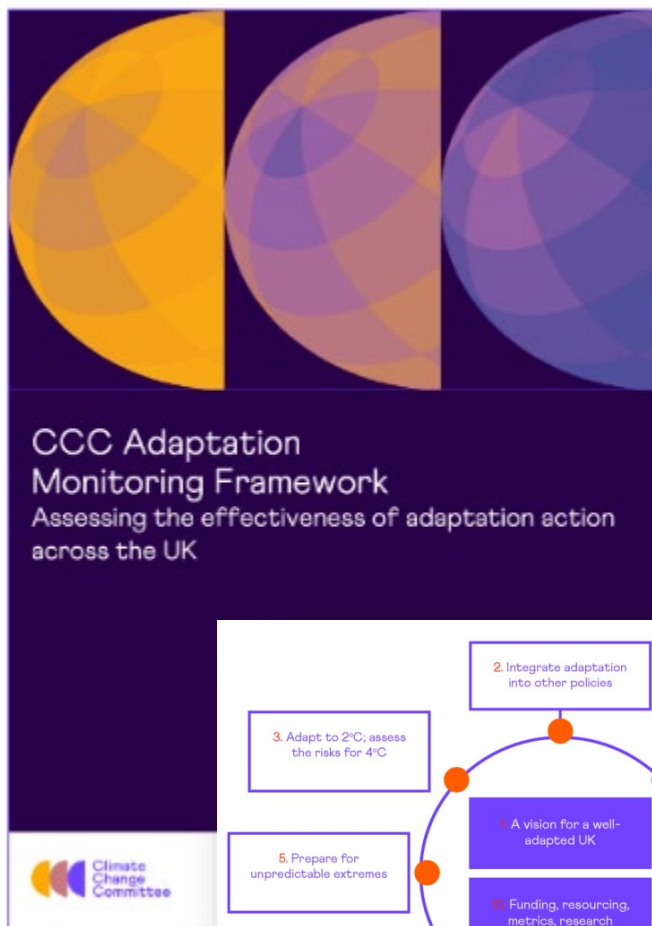 CCC Adaptation
Monitoring Framework
Assessing the effectiveness of adaptation action
across the UK
2. Integrate adaptation
into other policies
3. Adapt to 2°C; assess
the risks for 4°C
1. A vision for a well-
adapted UK
5. Prepare for
unpredictable extremes
10. Funding, resourcing,
metrics, research
Climate
Change
Committee